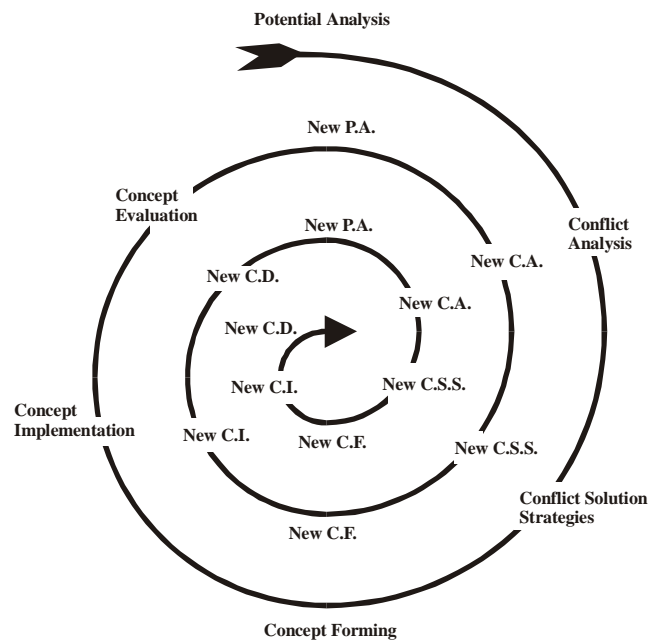 Potential Analysis
New P.A.
Concept
Evaluation
New P.A.
Conflict
Analysis
New C.A.
New C.D.
New C.A.
New C.D.
New C.I.
New C.S.S.
Concept
Implementation
New C.I.
New C.F.
New C.S.S.
Conflict Solution
Strategies
New C.F.
Concept Forming